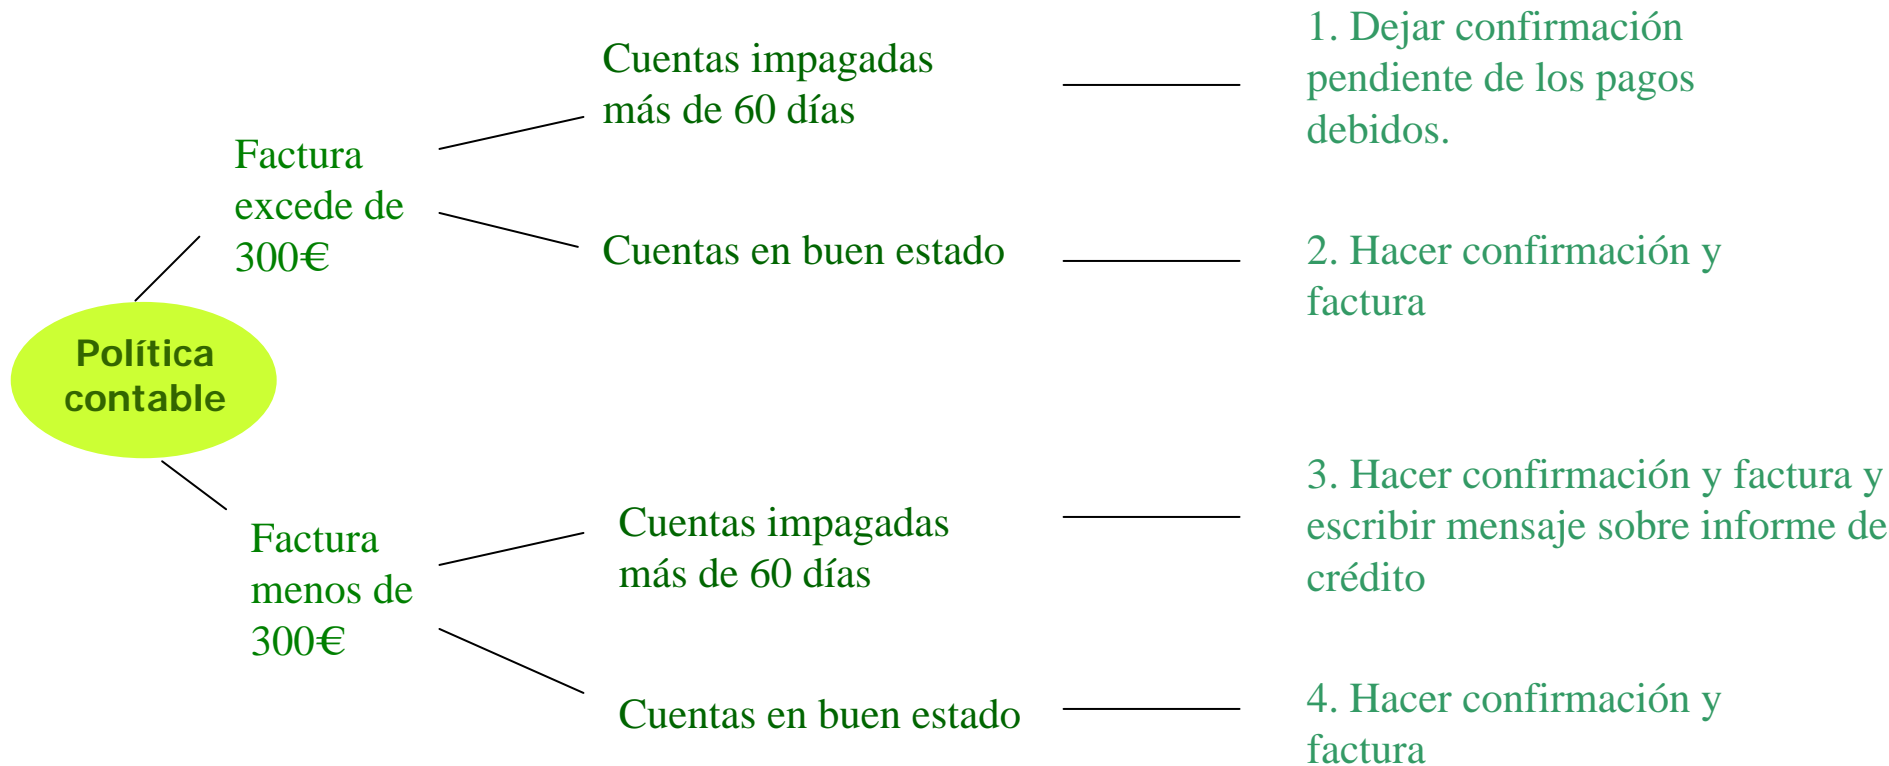 Política
contable
Factura
excede de
300€
Cuentas impagadas
más de 60 días
1. Dejar confirmación
pendiente de los pagos
debidos.
Cuentas en buen estado
2. Hacer confirmación y
factura
Factura
menos de
300€
Cuentas impagadas
más de 60 días
3. Hacer confirmación y factura y
escribir mensaje sobre informe de
crédito
Cuentas en buen estado
4. Hacer confirmación y
factura